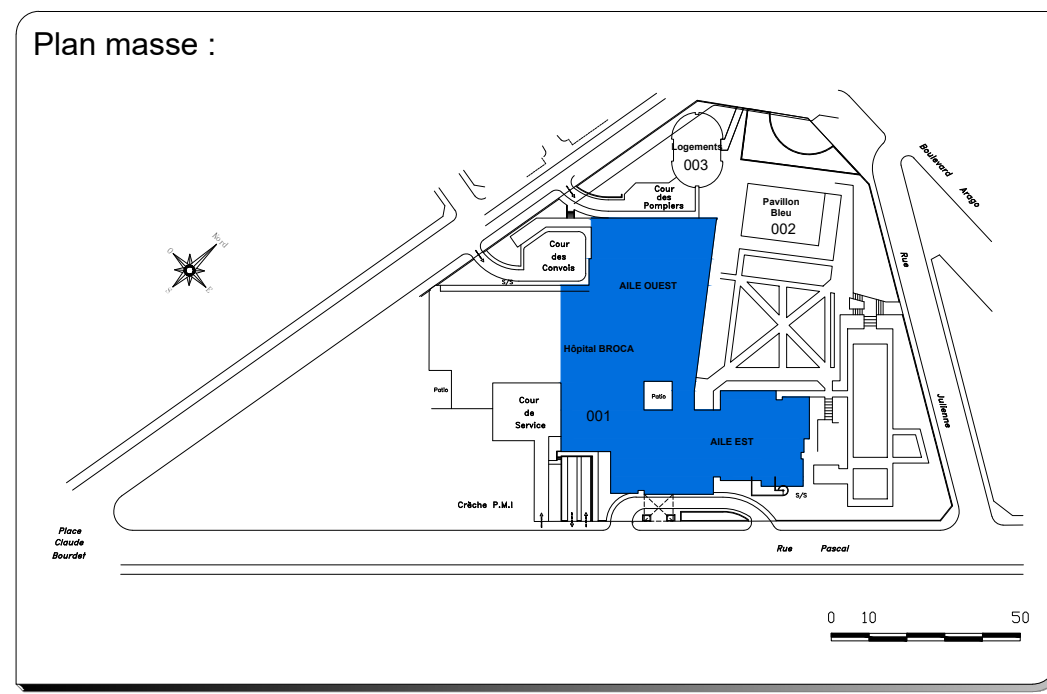 Plan masse :
Boulevard
Arago
Logements
003
Cour
des
Pompiers
Pavillon
Bleu
002
Nord
O
S
E
Cour
des
Convois
Rue
S/S
AILE OUEST
Hôpital BROCA
Patio
Patio
Cour
de
Service
001
Julienne
AILE EST
Crèche P.M.I
S/S
Place
Claude
Bourdet
Rue Pascal
0 10 50